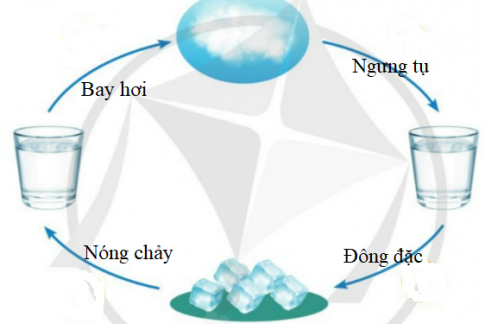 Ngưng tụ
Bay hơi
Nóng chảy
Đông đặc